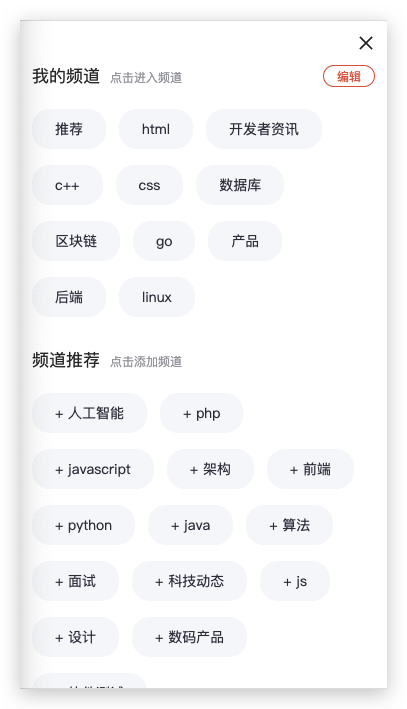 我的频道 点击进入频道 编辑
推荐 html 开发者资讯
c++ css 数据库
区块链 go 产品
后端 linux
频道推荐 点击添加频道
+ 人工智能 + php
+ javascript + 架构 + 前端
+ python + java + 算法
+ 面试 + 科技动态 + js
+ 设计 + 数码产品